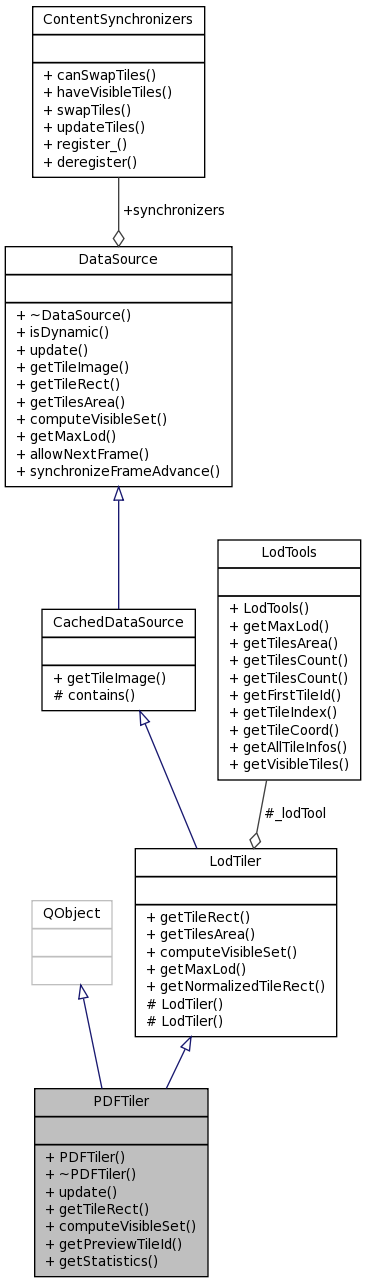 ContentSynchronizers
+ canSwapTiles()
+ haveVisibleTiles()
+ swapTiles()
+ updateTiles()
+ register_()
+ deregister()
+synchronizers
DataSource
+ ~DataSource()
+ isDynamic()
+ update()
+ getTileImage()
+ getTileRect()
+ getTilesArea()
+ computeVisibleSet()
+ getMaxLod()
+ allowNextFrame()
+ synchronizeFrameAdvance()
CachedDataSource
+ getTileImage()
# contains()
LodTools
+ LodTools()
+ getMaxLod()
+ getTilesArea()
+ getTilesCount()
+ getTilesCount()
+ getFirstTileId()
+ getTileIndex()
+ getTileCoord()
+ getAllTileInfos()
+ getVisibleTiles()
#_lodTool
LodTiler
+ getTileRect()
+ getTilesArea()
+ computeVisibleSet()
+ getMaxLod()
+ getNormalizedTileRect()
# LodTiler()
# LodTiler()
QObject
PDFTiler
+ PDFTiler()
+ ~PDFTiler()
+ update()
+ getTileRect()
+ computeVisibleSet()
+ getPreviewTileId()
+ getStatistics()